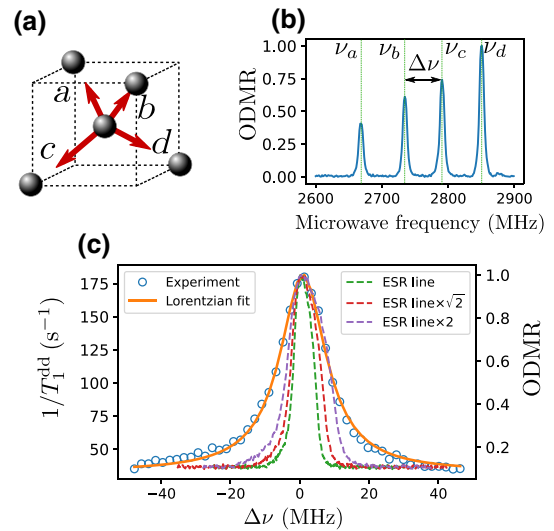 (a)
a
b
c
d
(b)
ν_a ν_b ν_c ν_d
Δν
ODMR
1.00
0.75
0.50
0.25
0.00
2600 2700 2800 2900
Microwave frequency (MHz)
(c)
Experiment
Lorentzian fit
ESR line
ESR line×√2
ESR line×2
1/T_1^dd (s⁻¹)
175
150
125
100
75
50
ODMR
1.0
0.8
0.6
0.4
0.2
−40 −20 0 20 40
Δν (MHz)